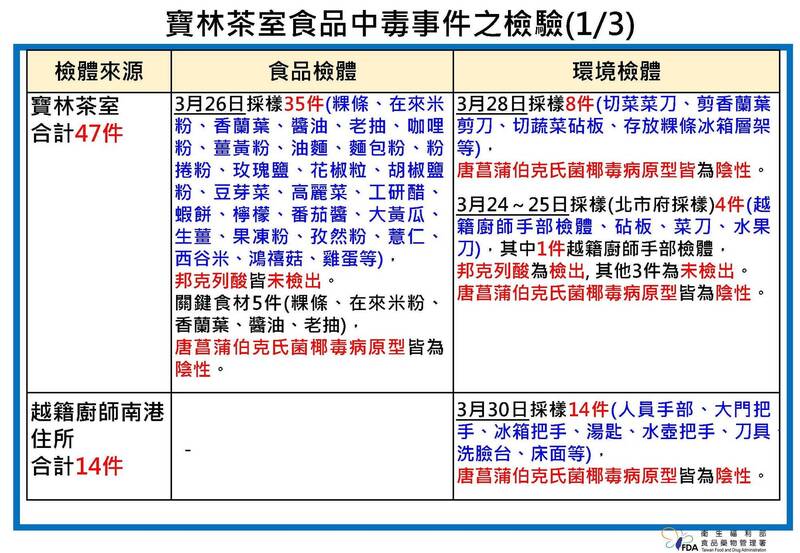 寶林茶室食品中毒事件之檢驗(1/3)
檢體來源
食品檢體
環境檢體
寶林茶室
合計47件
3月26日採樣35件(粿條、在來米
粉、香蘭葉、醬油、老抽、咖哩
粉、薑黃粉、油麵、麵包粉、粉
捲粉、玫瑰鹽、花椒粒、胡椒鹽
粉、豆芽菜、高麗菜、工研醋、
蝦餅、檸檬、番茄醬、大黃瓜、
生薑、果凍粉、孜然粉、薏仁、
西谷米、鴻禧菇、雞蛋等),
邦克列酸皆未檢出。
關鍵食材5件(粿條、在來米粉、
香蘭葉、醬油、老抽),
唐菖蒲伯克氏菌椰毒病原型皆為
陰性。
3月28日採樣8件(切菜菜刀、剪香蘭葉
剪刀、切蔬菜砧板、存放粿條冰箱層架
等),
唐菖蒲伯克氏菌椰毒病原型皆為陰性。
3月24~25日採樣(北市府採樣)4件(越
籍廚師手部檢體、砧板、菜刀、水果
刀),其中1件越籍廚師手部檢體,
邦克列酸為檢出, 其他3件為未檢出。
唐菖蒲伯克氏菌椰毒病原型皆為陰性。
越籍廚師南港
住所
合計14件
-
3月30日採樣14件(人員手部、大門把
手、冰箱把手、湯匙、水壺把手、刀具、
洗臉台、床面等),
唐菖蒲伯克氏菌椰毒病原型皆為陰性。
衛生福利部
食品藥物管理署
FDA Taiwan Food and Drug Administration